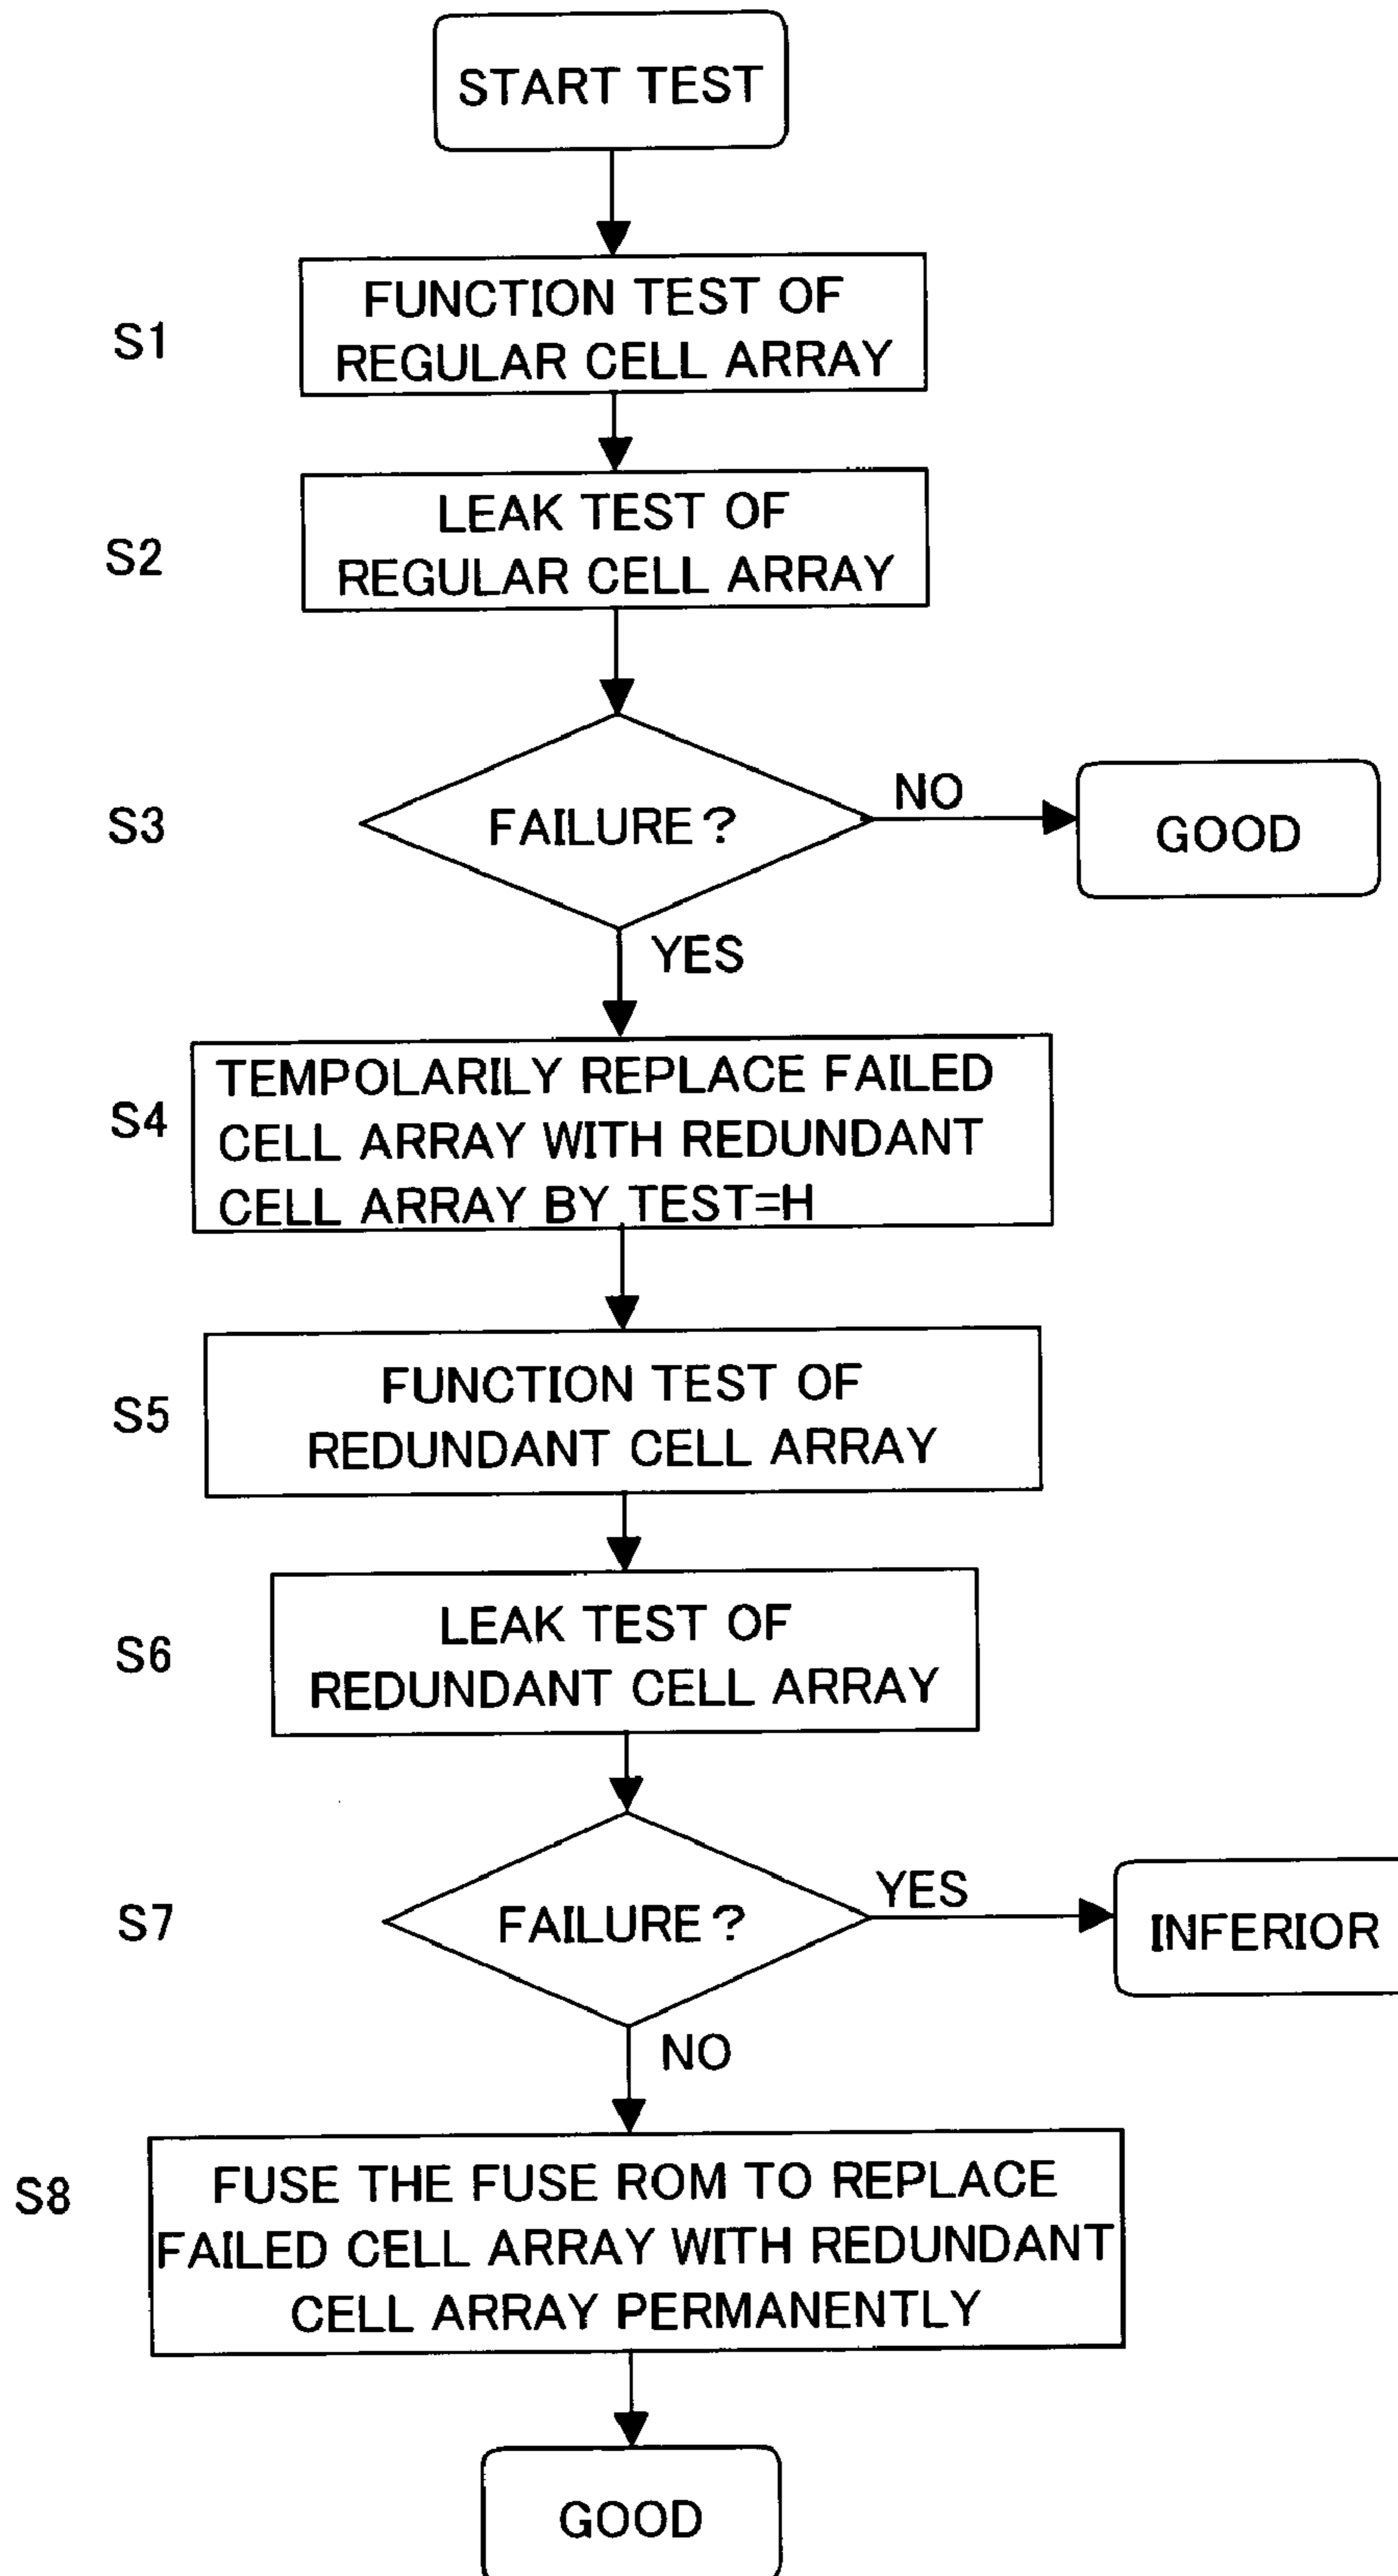 START TEST
S1
FUNCTION TEST OF
REGULAR CELL ARRAY
S2
LEAK TEST OF
REGULAR CELL ARRAY
S3
FAILURE?
NO
GOOD
YES
S4
TEMPOLARILY REPLACE FAILED
CELL ARRAY WITH REDUNDANT
CELL ARRAY BY TEST=H
S5
FUNCTION TEST OF
REDUNDANT CELL ARRAY
S6
LEAK TEST OF
REDUNDANT CELL ARRAY
S7
FAILURE?
YES
INFERIOR
NO
S8
FUSE THE FUSE ROM TO REPLACE
FAILED CELL ARRAY WITH REDUNDANT
CELL ARRAY PERMANENTLY
GOOD